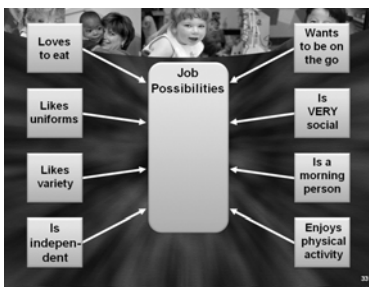 Loves
to eat
Likes
uniforms
Likes
variety
Is
indepen-
dent
Job
Possibilities
Wants
to be on
the go
Is
VERY
social
Is a
morning
person
Enjoys
physical
activity
33